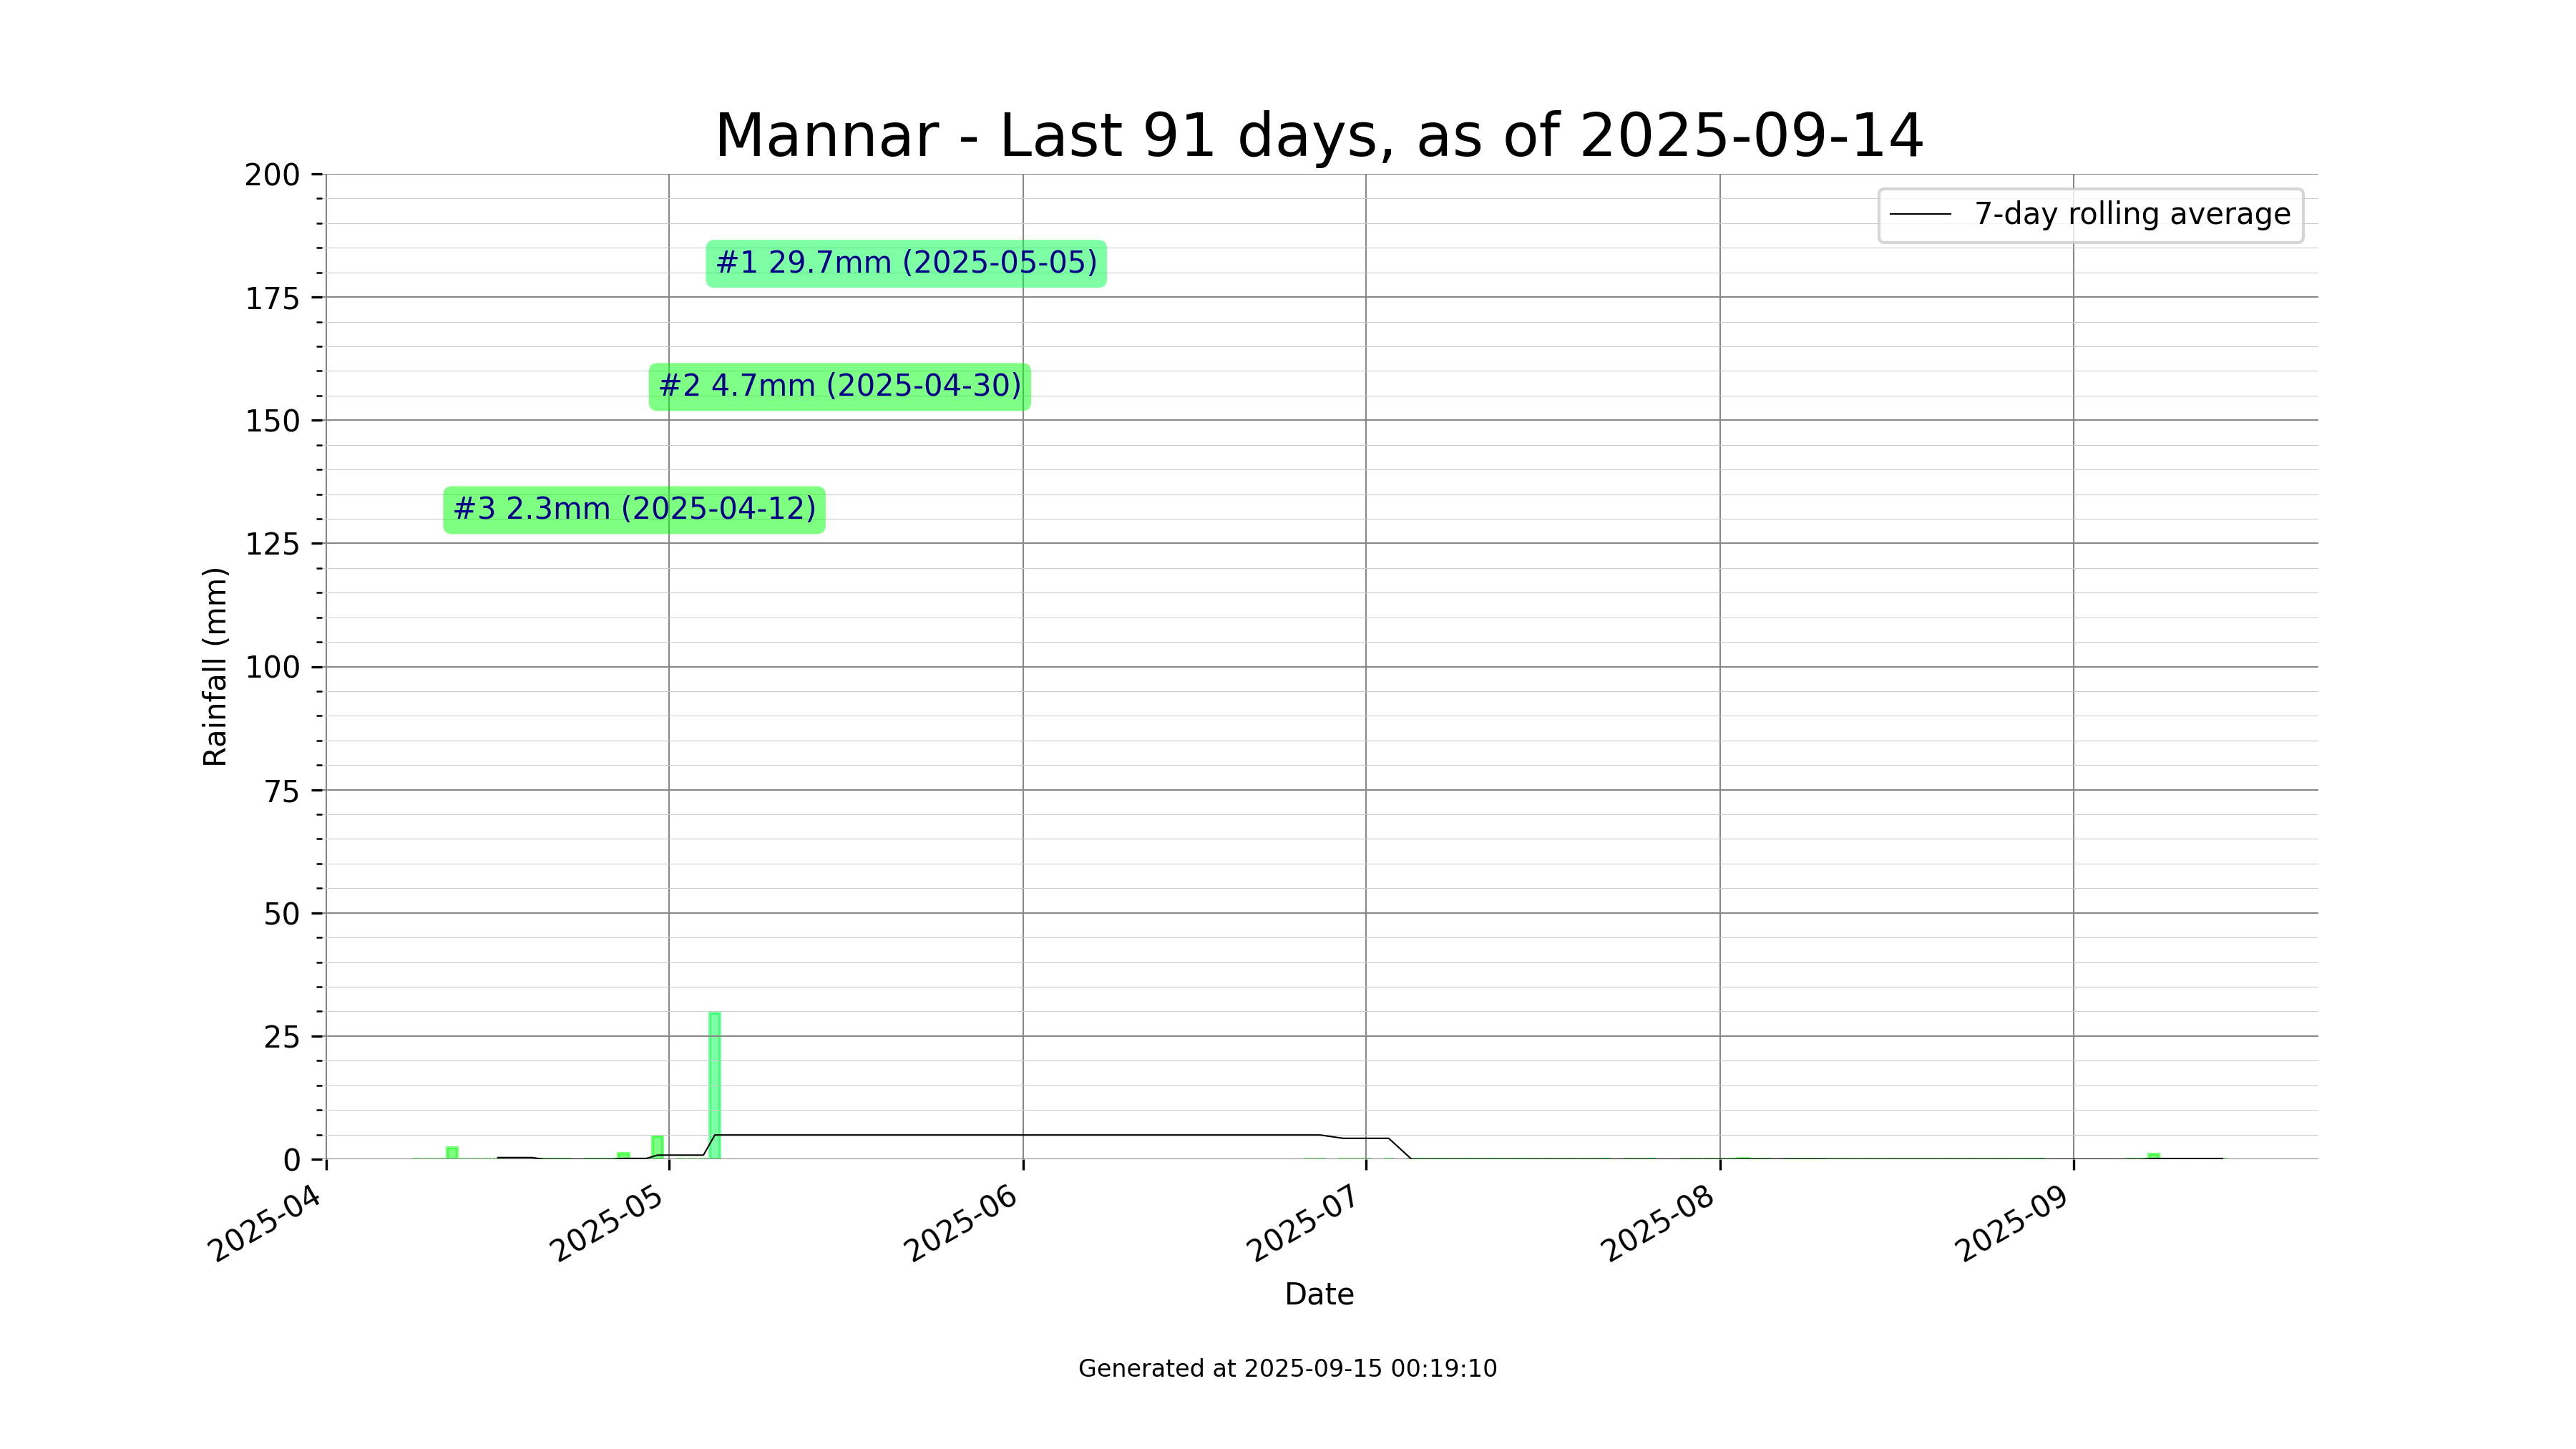 Mannar - Last 91 days, as of 2025-09-14
200
175
150
125
100
75
50
25
0
Rainfall (mm)
7-day rolling average
#1 29.7mm (2025-05-05)
#2 4.7mm (2025-04-30)
#3 2.3mm (2025-04-12)
2025-04
2025-05
2025-06
2025-07
2025-08
2025-09
Date
Generated at 2025-09-15 00:19:10